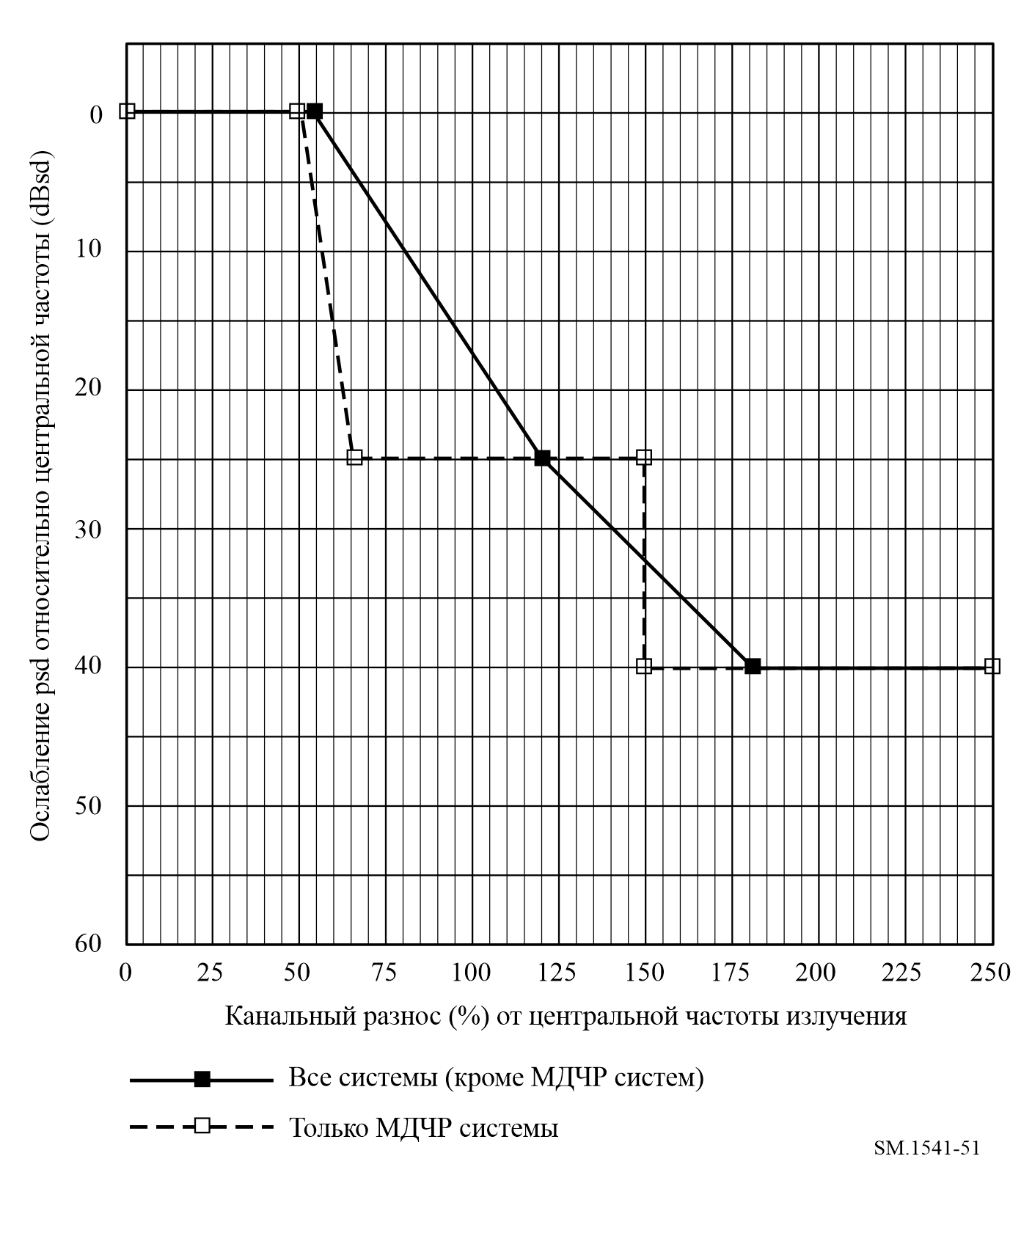 Ослабление psd относительно центральной частоты (dBsd)
0
10
20
30
40
50
60
0 25 50 75 100 125 150 175 200 225 250
Канальный разнос (%) от центральной частоты излучения
Все системы (кроме МДЧР систем)
Только МДЧР системы
SM.1541-51